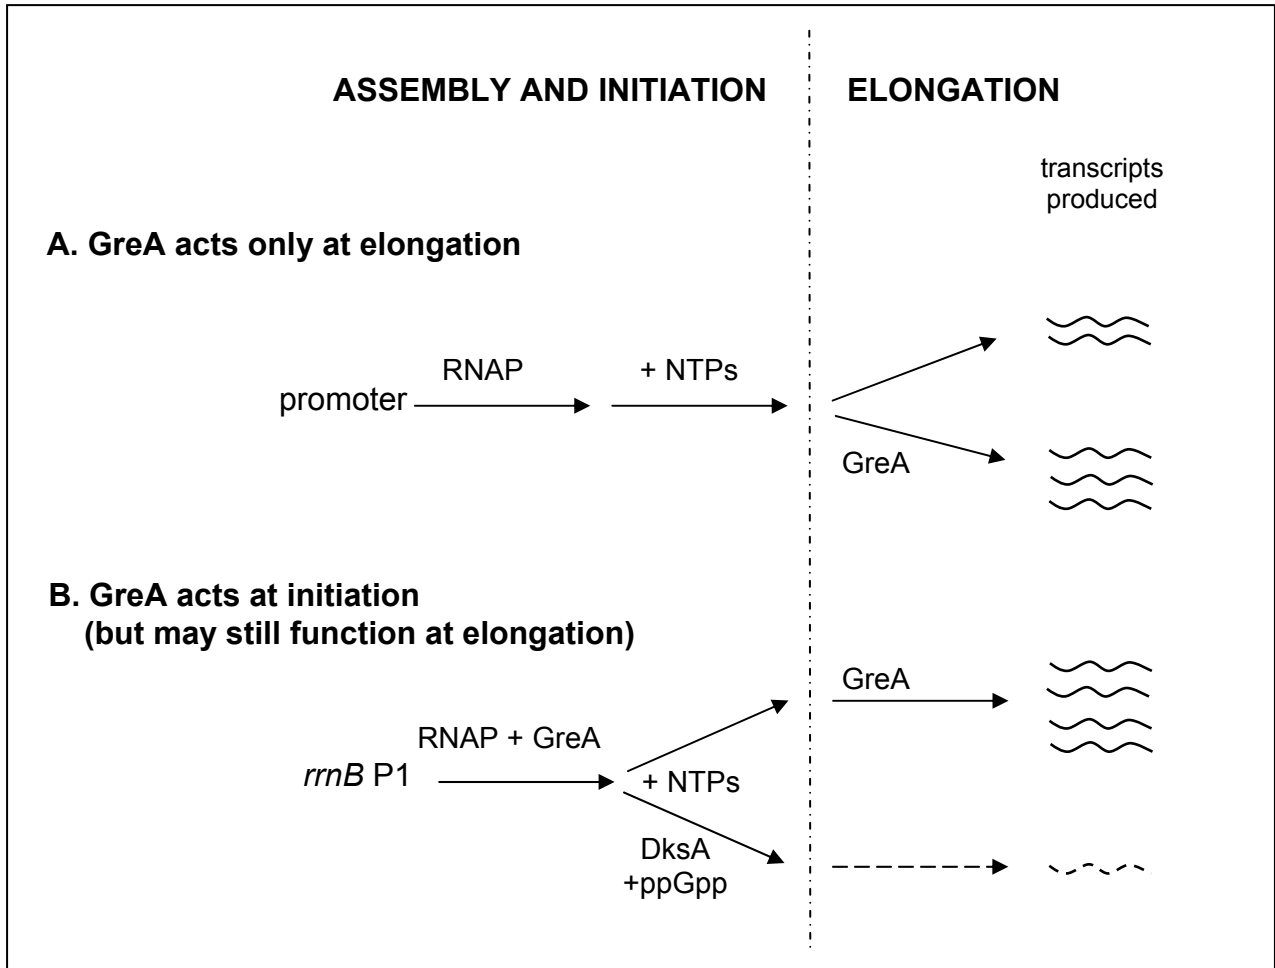 ASSEMBLY AND INITIATION
ELONGATION
transcripts
produced
A. GreA acts only at elongation
promoter
RNAP
+ NTPs
GreA
B. GreA acts at initiation
(but may still function at elongation)
GreA
RNAP + GreA
rrnB P1
+ NTPs
DksA
+ppGpp